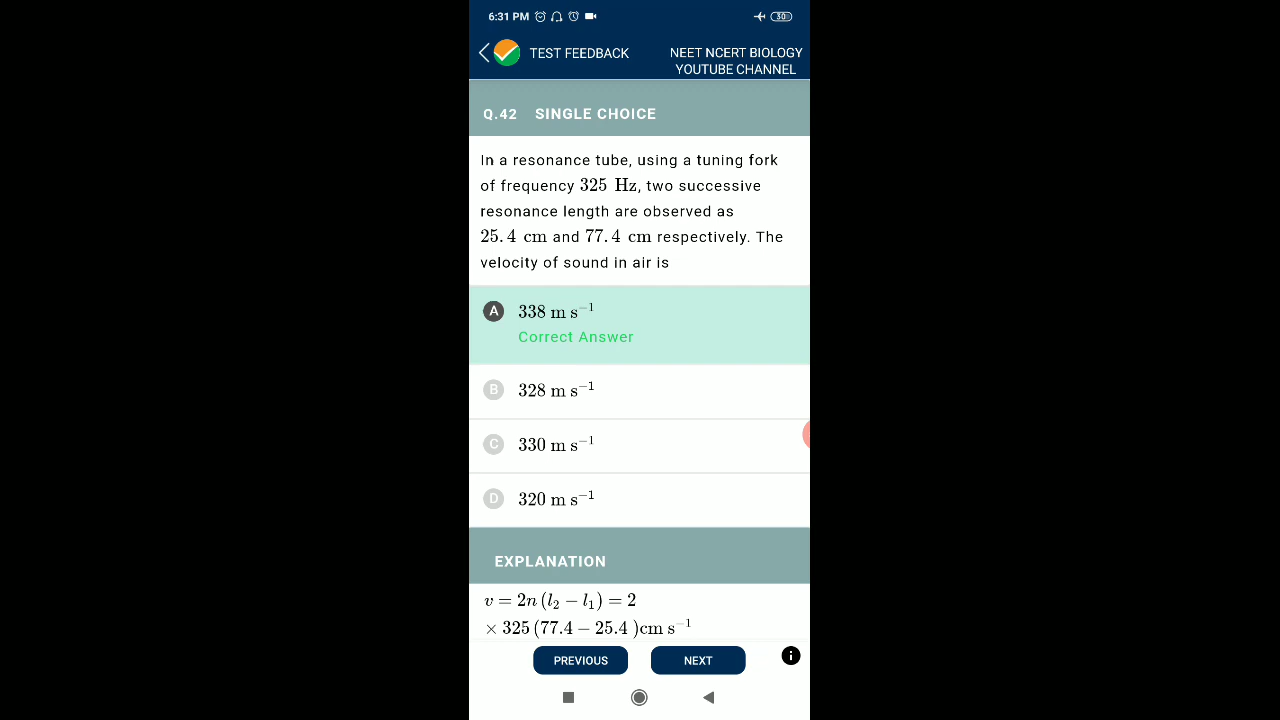 6:31 PM 30
TEST FEEDBACK
NEET NCERT BIOLOGY
YOUTUBE CHANNEL
Q.42 SINGLE CHOICE
In a resonance tube, using a tuning fork
of frequency 325 Hz, two successive
resonance length are observed as
25.4 cm and 77.4 cm respectively. The
velocity of sound in air is
A 338 m s⁻¹
Correct Answer
B 328 m s⁻¹
C 330 m s⁻¹
D 320 m s⁻¹
EXPLANATION
v = 2n (l₂ − l₁) = 2
× 325 (77.4 − 25.4 )cm s⁻¹
PREVIOUS NEXT i